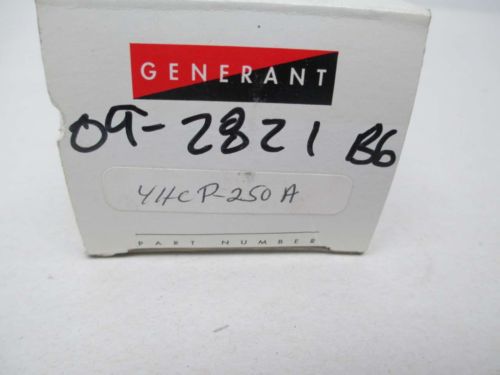 GENERANT
09-2821 B6
4HCP-250A
PART NUMBER